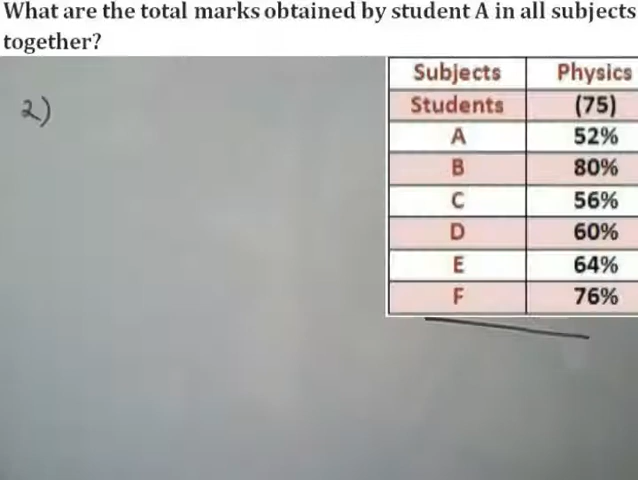 What are the total marks obtained by student A in all subjects
together?
2)
Subjects Physics
Students (75)
A 52%
B 80%
C 56%
D 60%
E 64%
F 76%